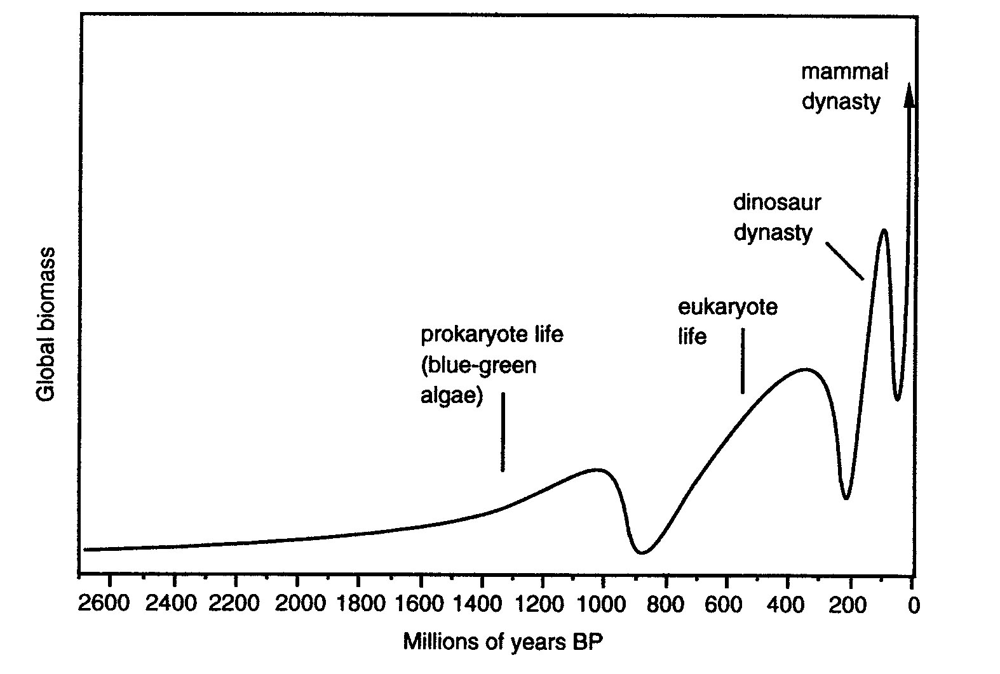 mammal
dynasty
dinosaur
dynasty
eukaryote
life
prokaryote life
(blue-green
algae)
Global biomass
2600 2400 2200 2000 1800 1600 1400 1200 1000 800 600 400 200 0
Millions of years BP